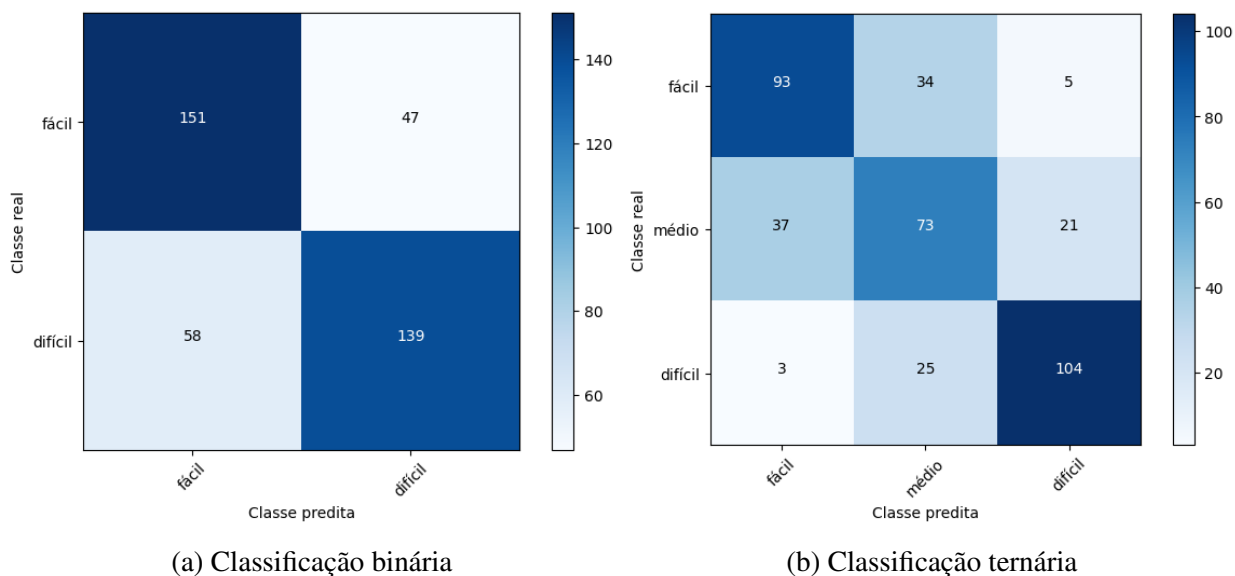 fácil
difícil
Classe real
151 47
58 139
fácil difícil
Classe predita
140
120
100
80
60
(a) Classificação binária
fácil
médio
difícil
Classe real
93 34 5
37 73 21
3 25 104
fácil médio difícil
Classe predita
100
80
60
40
20
(b) Classificação ternária